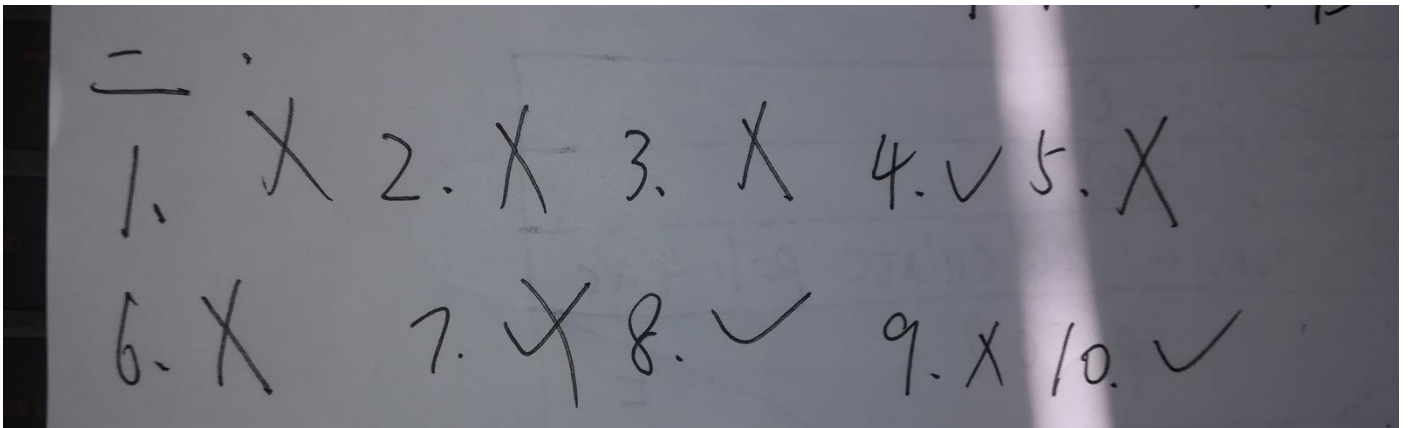 二.
1. X 2. X 3. X 4. ✓ 5. X
6. X 7. X 8. ✓ 9. X 10. ✓